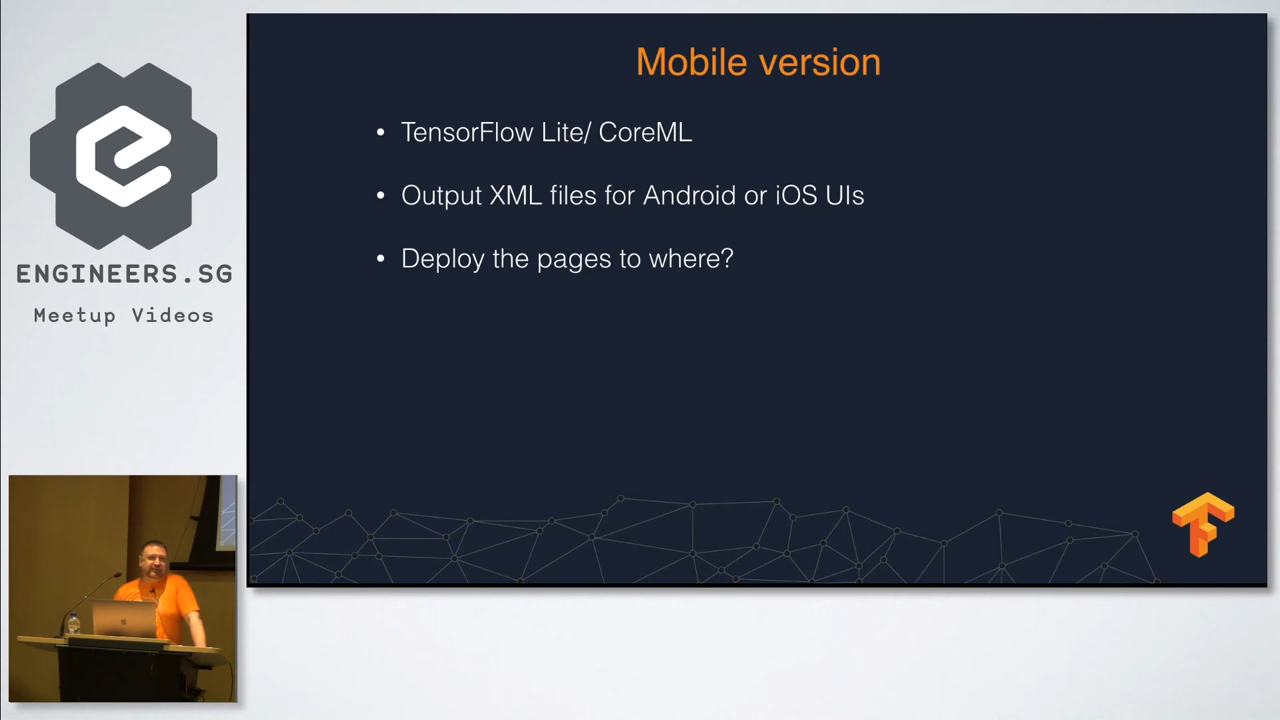 ENGINEERS.SG
Meetup Videos
Mobile version
• TensorFlow Lite/ CoreML
• Output XML files for Android or iOS UIs
• Deploy the pages to where?